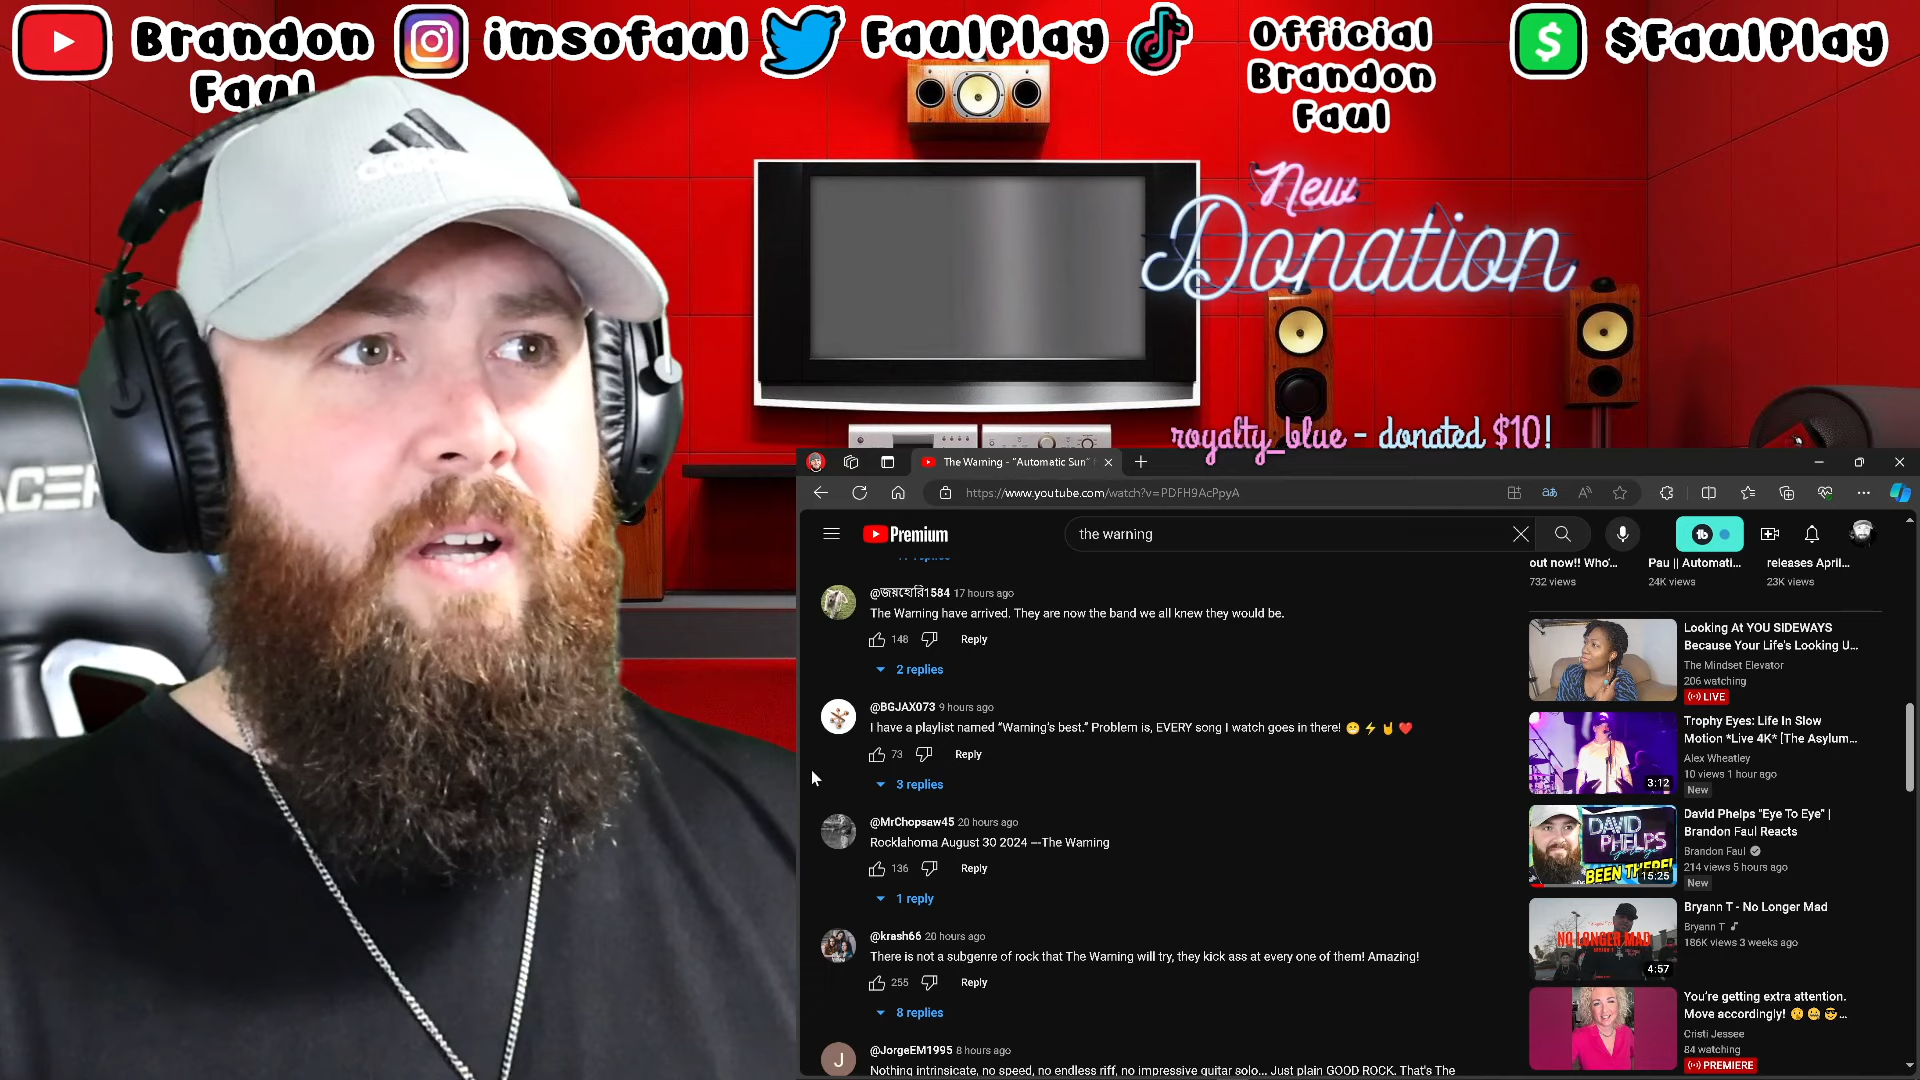 Brandon
Faul
imsofaul
FaulPlay
Official
Brandon
Faul
$FaulPlay
New
Donation
royalty_blue - donated $10!
adidas
The Warning - "Automatic Sun"
https://www.youtube.com/watch?v=PDFH9AcPpyA
Premium
the warning
1b
@জয়হোরি1584 17 hours ago
The Warning have arrived. They are now the band we all knew they would be.
148 Reply
2 replies
@BGJAX073 9 hours ago
I have a playlist named “Warning’s best.” Problem is, EVERY song I watch goes in there! 😁⚡🤘❤️
73 Reply
3 replies
@MrChopsaw45 20 hours ago
Rocklahoma August 30 2024 —-The Warning
136 Reply
1 reply
@krash66 20 hours ago
There is not a subgenre of rock that The Warning will try, they kick ass at every one of them! Amazing!
255 Reply
8 replies
J
@JorgeEM1995 8 hours ago
Nothing intrinsicate, no speed, no endless riff, no impressive guitar solo... Just plain GOOD ROCK. That's The
out now!! Who'...
732 views
Pau || Automati...
24K views
releases April...
23K views
Looking At YOU SIDEWAYS
Because Your Life's Looking U...
The Mindset Elevator
206 watching
LIVE
Trophy Eyes: Life In Slow
Motion *Live 4K* [The Asylum...
Alex Wheatley
10 views 1 hour ago
New
3:12
David Phelps "Eye To Eye" |
Brandon Faul Reacts
Brandon Faul
214 views 5 hours ago
New
DAVID
PHELPS
BEEN THERE!
15:25
Bryann T - No Longer Mad
Bryann T
186K views 3 weeks ago
NO LONGER MAD
4:57
You're getting extra attention.
Move accordingly! 🤫😀😎...
Cristi Jessee
84 watching
PREMIERE